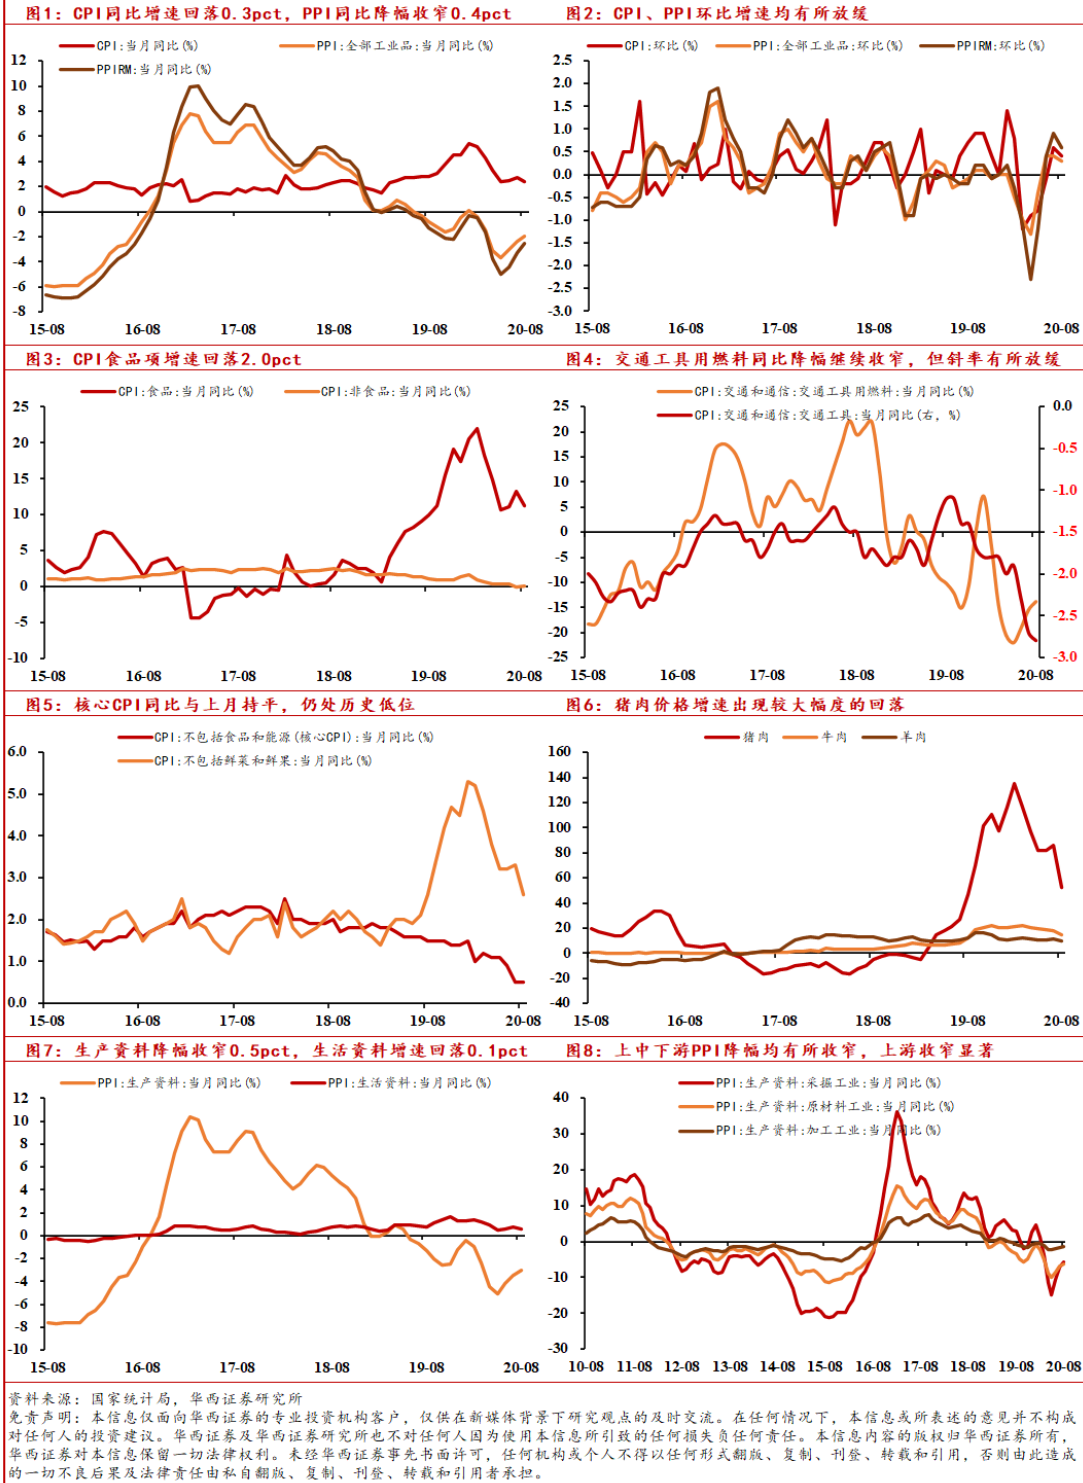 图1：CPI同比增速回落0.3pct，PPI同比降幅收窄0.4pct
CPI:当月同比(%)
PPI:全部工业品:当月同比(%)
PPIRM:当月同比(%)
12
10
8
6
4
2
0
-2
-4
-6
-8
15-08 16-08 17-08 18-08 19-08 20-08
图2：CPI、PPI环比增速均有所放缓
CPI:环比(%)
PPI:全部工业品:环比(%)
PPIRM:环比(%)
2.5
2.0
1.5
1.0
0.5
0.0
-0.5
-1.0
-1.5
-2.0
-2.5
-3.0
15-08 16-08 17-08 18-08 19-08 20-08
图3：CPI食品项增速回落2.0pct
CPI:食品:当月同比(%)
CPI:非食品:当月同比(%)
25
20
15
10
5
0
-5
-10
15-08 16-08 17-08 18-08 19-08 20-08
图4：交通工具用燃料同比降幅继续收窄，但斜率有所放缓
CPI:交通和通信:交通工具用燃料:当月同比(%)
CPI:交通和通信:交通工具:当月同比(右，%)
25
20
15
10
5
0
-5
-10
-15
-20
-25
0.0
-0.5
-1.0
-1.5
-2.0
-2.5
-3.0
15-08 16-08 17-08 18-08 19-08 20-08
图5：核心CPI同比与上月持平，仍处历史低位
CPI:不包括食品和能源(核心CPI):当月同比(%)
CPI:不包括鲜菜和鲜果:当月同比(%)
6.0
5.0
4.0
3.0
2.0
1.0
0.0
15-08 16-08 17-08 18-08 19-08 20-08
图6：猪肉价格增速出现较大幅度的回落
猪肉
牛肉
羊肉
160
140
120
100
80
60
40
20
0
-20
-40
15-08 16-08 17-08 18-08 19-08 20-08
图7：生产资料降幅收窄0.5pct，生活资料增速回落0.1pct
PPI:生产资料:当月同比(%)
PPI:生活资料:当月同比(%)
12
10
8
6
4
2
0
-2
-4
-6
-8
-10
15-08 16-08 17-08 18-08 19-08 20-08
图8：上中下游PPI降幅均有所收窄，上游收窄显著
PPI:生产资料:采掘工业:当月同比(%)
PPI:生产资料:原材料工业:当月同比(%)
PPI:生产资料:加工工业:当月同比(%)
40
30
20
10
0
-10
-20
-30
10-08 11-08 12-08 13-08 14-08 15-08 16-08 17-08 18-08 19-08 20-08
资料来源：国家统计局，华西证券研究所
免责声明：本信息仅面向华西证券的专业投资机构客户，仅供在新媒体背景下研究观点的及时交流。在任何情况下，本信息或所表述的意见并不构成
对任何人的投资建议。华西证券及华西证券研究所也不对任何人因为使用本信息所引致的任何损失负任何责任。本信息内容的版权归华西证券所有，
华西证券对本信息保留一切法律权利。未经华西证券事先书面许可，任何机构或个人不得以任何形式翻版、复制、刊登、转载和引用，否则由此造成
的一切不良后果及法律责任由私自翻版、复制、刊登、转载和引用者承担。